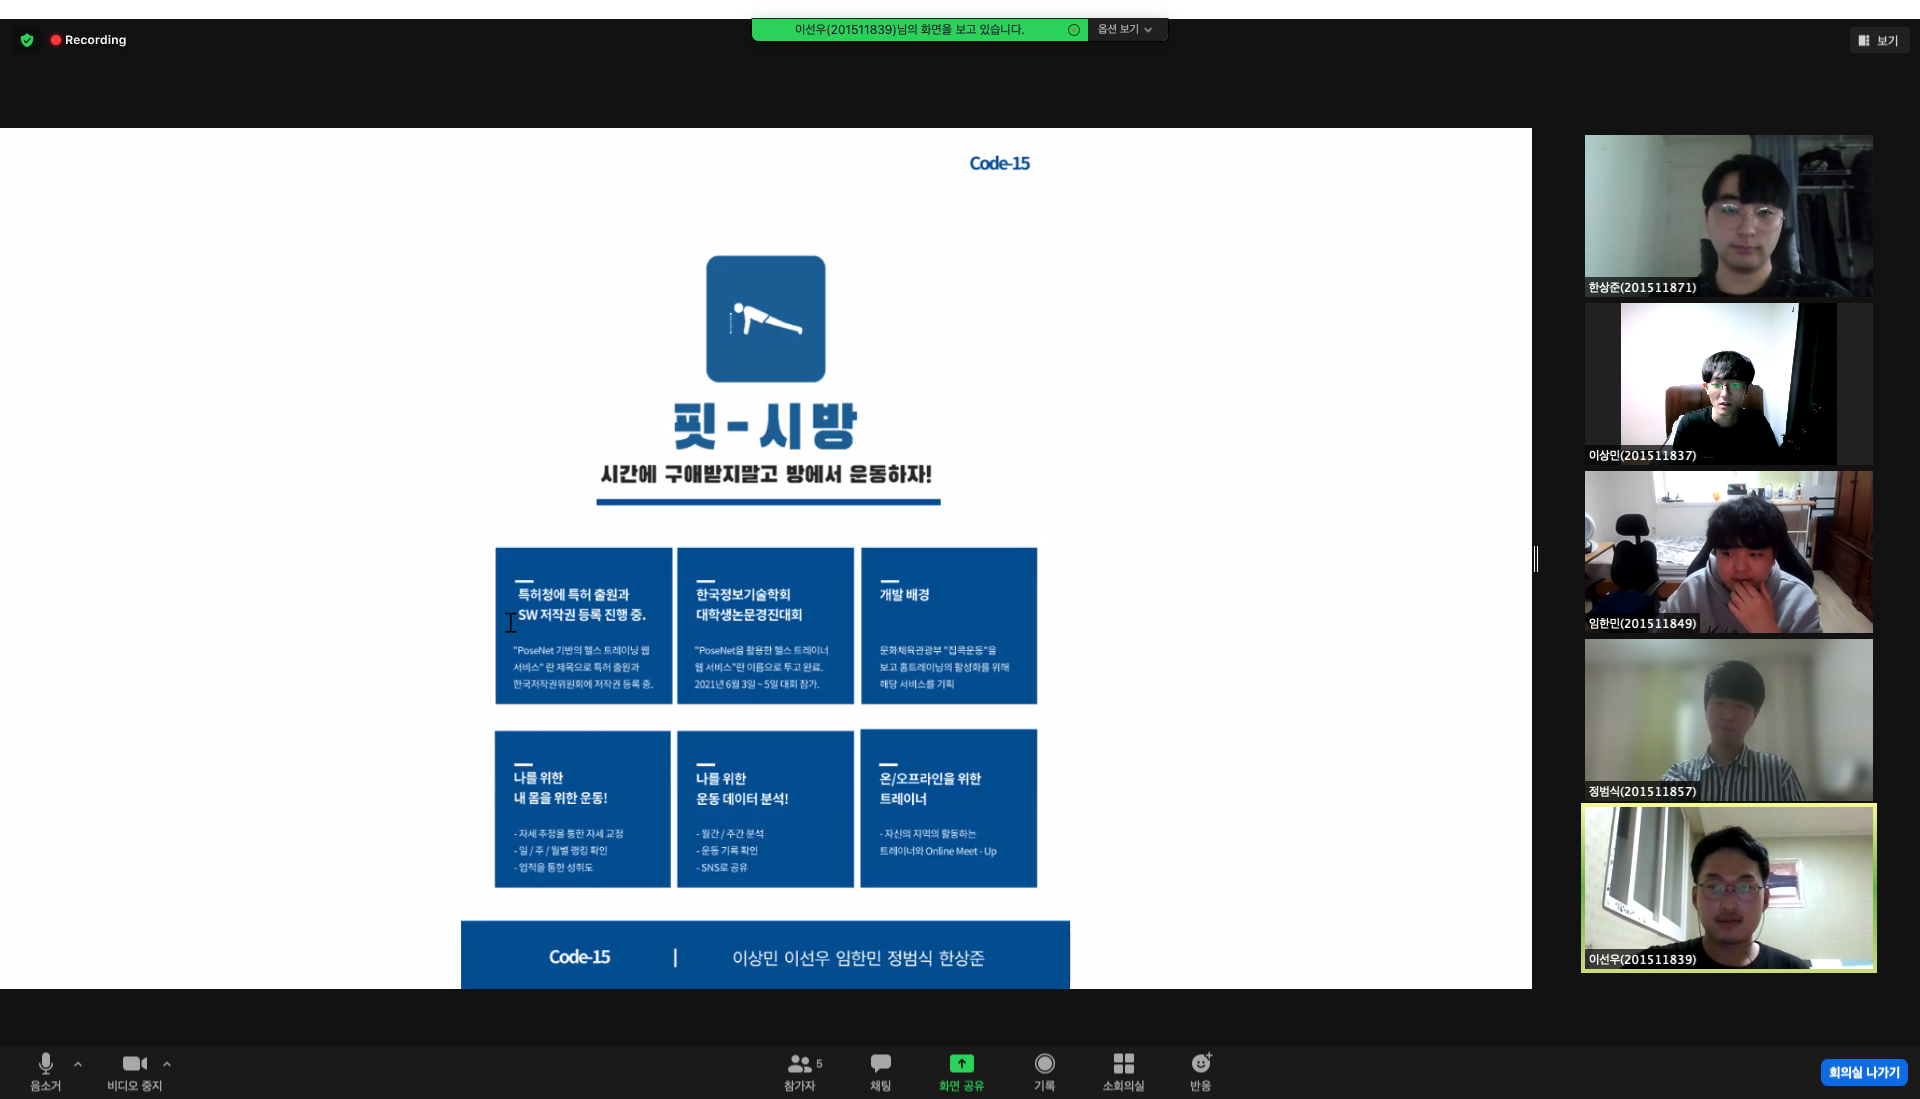 이선우(201511839)님의 화면을 보고 있습니다.
옵션 보기
Recording
보기
Code-15
핏-시방
시간에 구애받지말고 방에서 운동하자!
특허청에 특허 출원과
SW 저작권 등록 진행 중.
"PoseNet 기반의 헬스 트레이닝 웹
서비스" 란 제목으로 특허 출원과
한국저작권위원회에 저작권 등록 중.
한국정보기술학회
대학생논문경진대회
"PoseNet을 활용한 헬스 트레이너
웹 서비스"란 이름으로 투고 완료.
2021년 6월 3일 ~ 5일 대회 참가.
개발 배경
문화체육관광부 "집콕운동"을
보고 홈트레이닝의 활성화를 위해
해당 서비스를 기획
나를 위한
내 몸을 위한 운동!
- 자세 추정을 통한 자세 교정
- 일 / 주 / 월별 랭킹 확인
- 업적을 통한 성취도
나를 위한
운동 데이터 분석!
- 월간 / 주간 분석
- 운동 기록 확인
- SNS로 공유
온/오프라인을 위한
트레이너
- 자신의 지역의 활동하는
트레이너와 Online Meet - Up
Code-15 | 이상민 이선우 임한민 정범식 한상준
한상준(201511871)
이상민(201511837)
임한민(201511849)
정범식(201511857)
이선우(201511839)
음소거
비디오 중지
참가자 5
채팅
화면 공유
기록
소회의실
반응
회의실 나가기